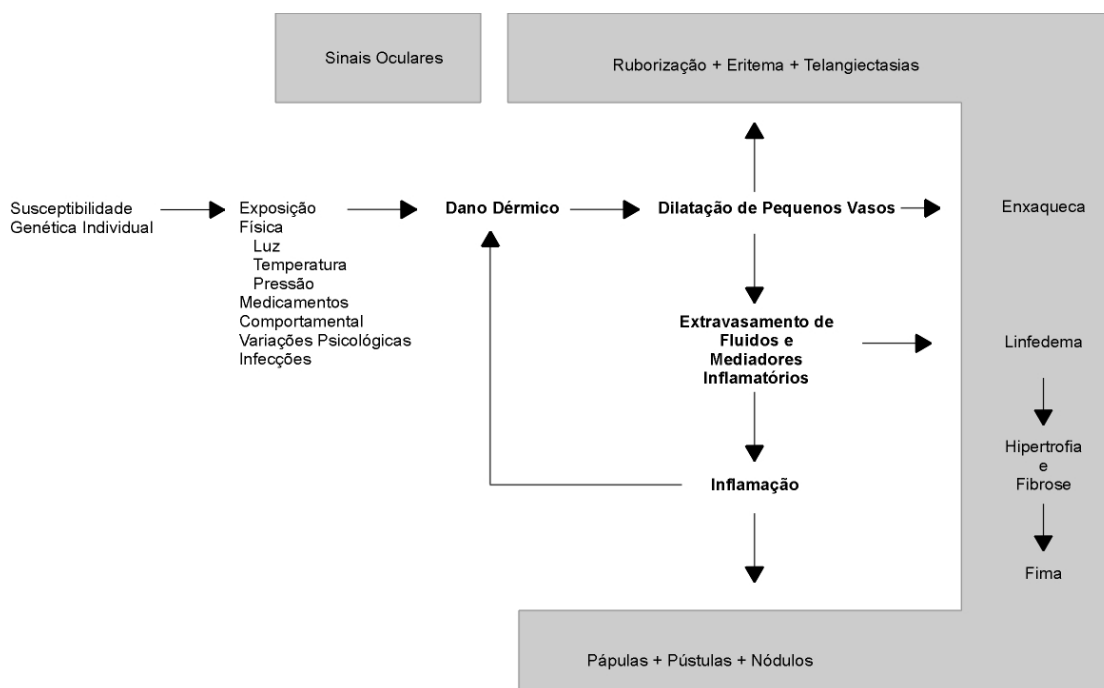 Sinais Oculares
Ruborização + Eritema + Telangiectasias
Susceptibilidade
Genética Individual
Exposição
Física
Luz
Temperatura
Pressão
Medicamentos
Comportamental
Variações Psicológicas
Infecções
Dano Dérmico
Dilatação de Pequenos Vasos
Enxaqueca
Extravasamento de
Fluidos e
Mediadores
Inflamatórios
Linfedema
Hipertrofia
e
Fibrose
Inflamação
Fima
Pápulas + Pústulas + Nódulos